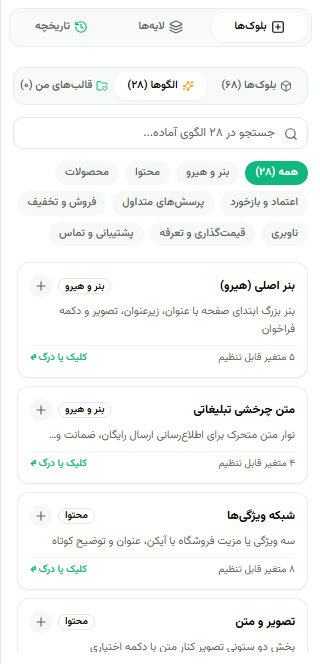 بلوک‌ها
لایه‌ها
تاریخچه
بلوک‌ها (۶۸)
الگوها (۲۸)
قالب‌های من (۰)
جستجو در ۲۸ الگوی آماده...
همه (۲۸)
بنر و هیرو
محتوا
محصولات
اعتماد و بازخورد
پرسش‌های متداول
فروش و تخفیف
ناوبری
قیمت‌گذاری و تعرفه
پشتیبانی و تماس
بنر اصلی (هیرو)
بنر و هیرو
بنر بزرگ ابتدای صفحه با عنوان، زیرعنوان، تصویر و دکمه
فراخوان
۵ متغیر قابل تنظیم
کلیک یا درگ
متن چرخشی تبلیغاتی
بنر و هیرو
نوار متن متحرک برای اطلاع‌رسانی ارسال رایگان، ضمانت و...
۴ متغیر قابل تنظیم
کلیک یا درگ
شبکه ویژگی‌ها
محتوا
سه ویژگی یا مزیت فروشگاه با آیکن، عنوان و توضیح کوتاه
۸ متغیر قابل تنظیم
کلیک یا درگ
تصویر و متن
محتوا
بخش دو ستونی تصویر کنار متن با دکمه اختیاری